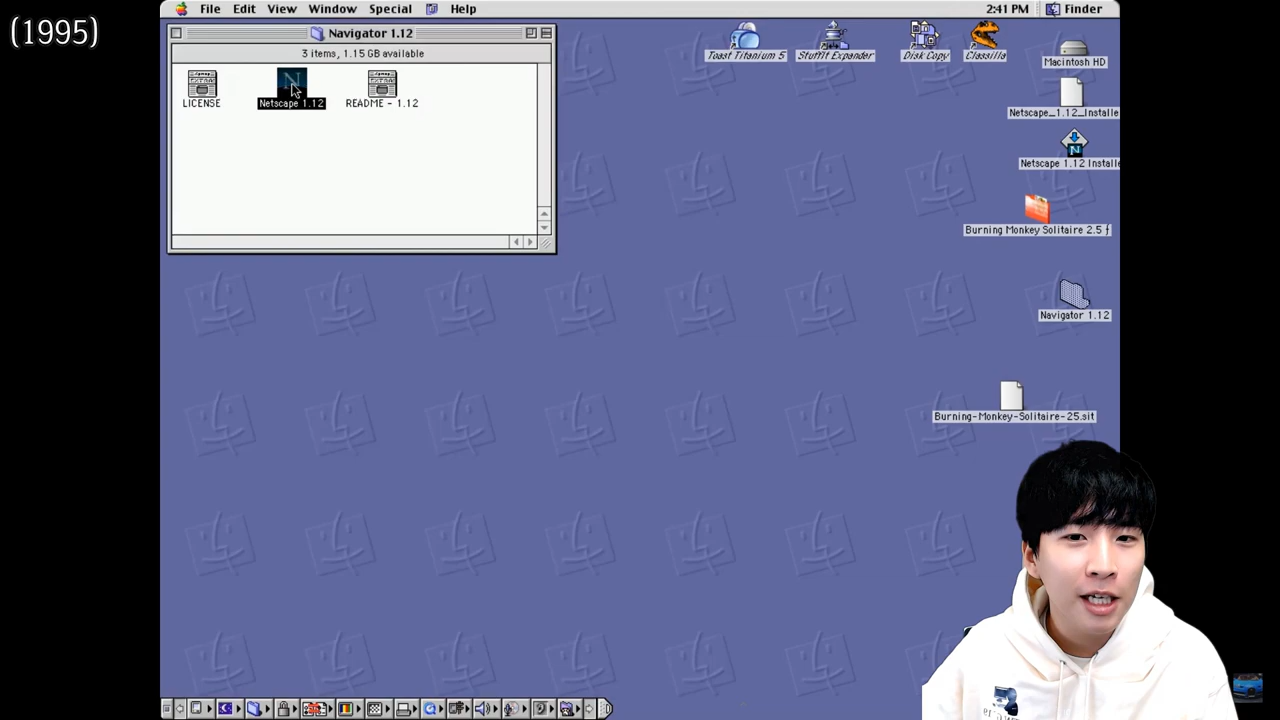 (1995)
File Edit View Window Special Help
2:41 PM Finder
Navigator 1.12
3 items, 1.15 GB available
LICENSE
Netscape 1.12
README - 1.12
Toast Titanium 5
StuffIt Expander
Disk Copy
Classilla
Macintosh HD
Netscape_1.12_Installe
Netscape 1.12 Installe
Burning Monkey Solitaire 2.5 ƒ
Navigator 1.12
Burning-Monkey-Solitaire-25.sit